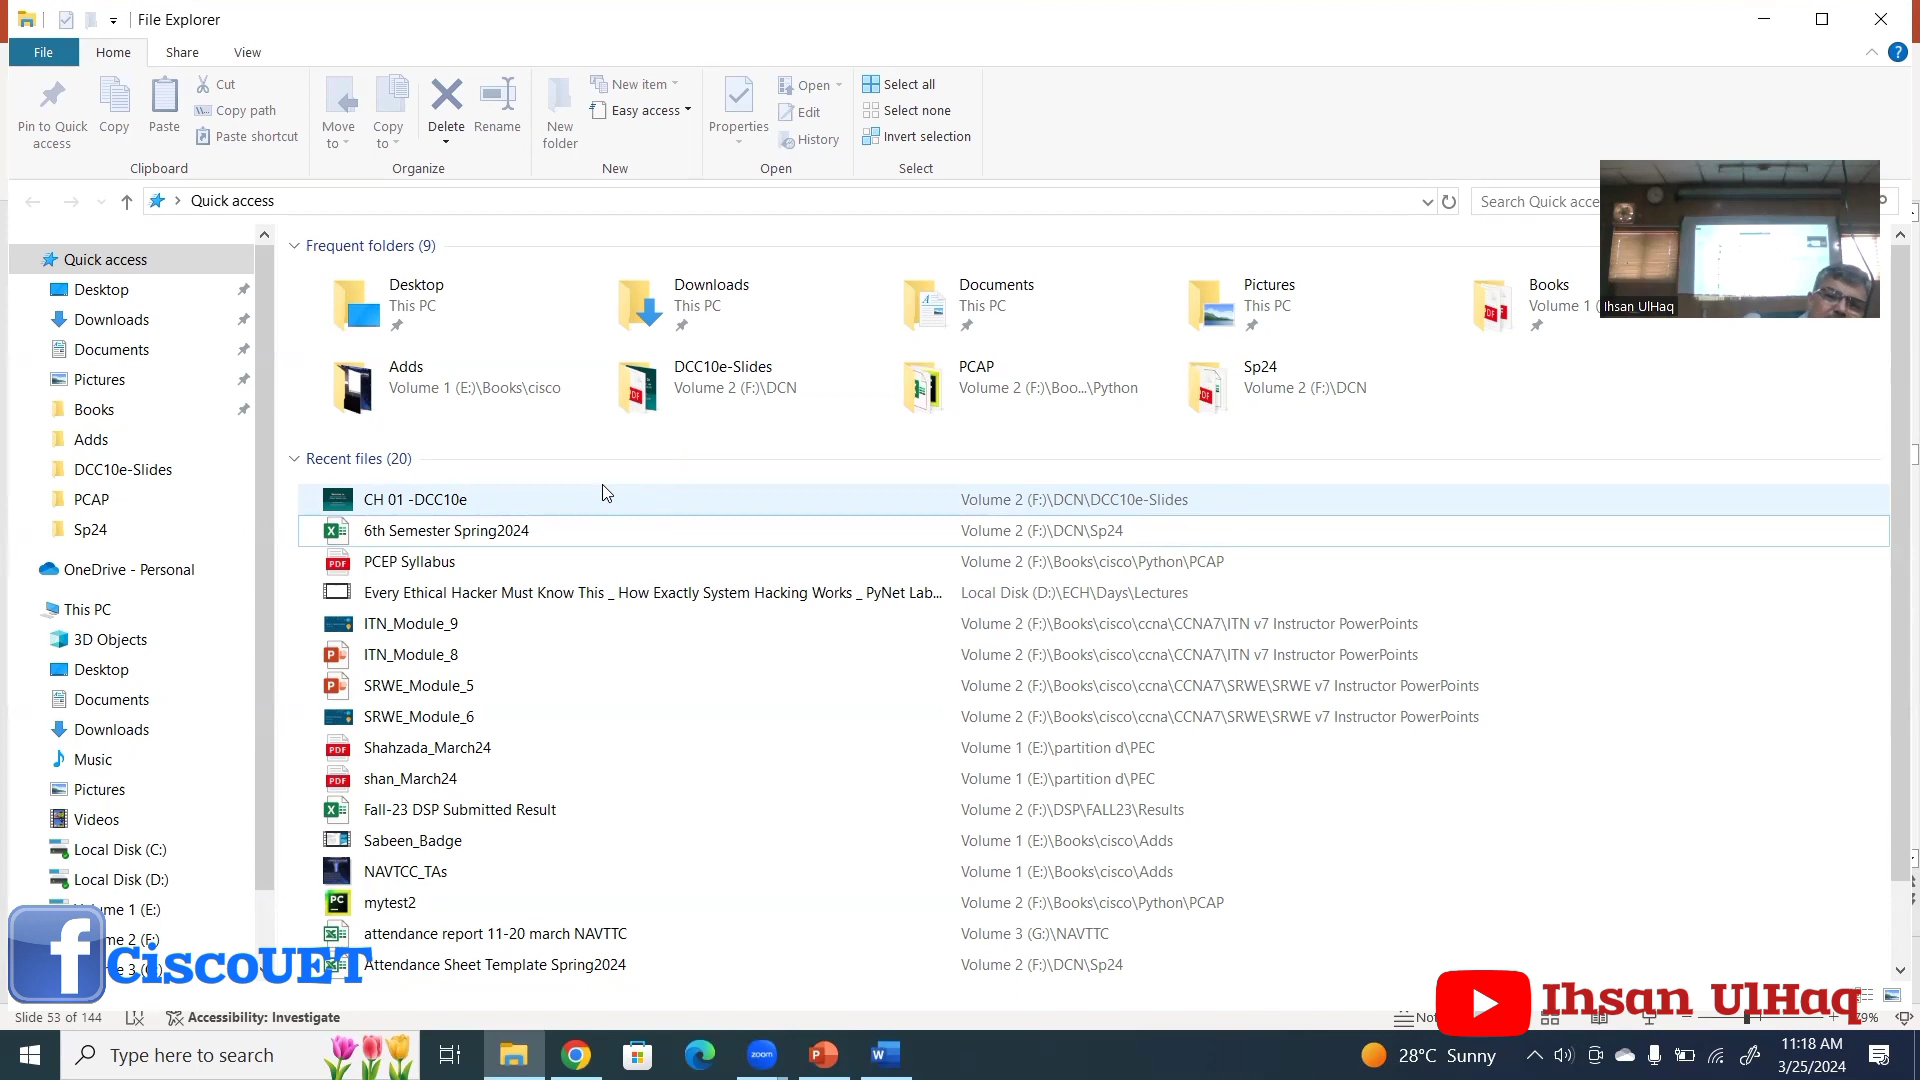 File Explorer
File Home Share View
Pin to Quick access
Copy
Paste
Cut
Copy path
Paste shortcut
Clipboard
Move to
Copy to
Delete
Rename
Organize
New folder
New item
Easy access
New
Properties
Open
Edit
History
Open
Select all
Select none
Invert selection
Select
Quick access
Search Quick acce
Ihsan UlHaq
Quick access
Desktop
Downloads
Documents
Pictures
Books
Adds
DCC10e-Slides
PCAP
Sp24
OneDrive - Personal
This PC
3D Objects
Desktop
Documents
Downloads
Music
Pictures
Videos
Local Disk (C:)
Local Disk (D:)
me 1 (E:)
me 2 (F:)
Frequent folders (9)
Desktop
This PC
Downloads
This PC
Documents
This PC
Pictures
This PC
Books
Volume 1 (
Adds
Volume 1 (E:)\Books\cisco
DCC10e-Slides
Volume 2 (F:)\DCN
PCAP
Volume 2 (F:)\Boo...\Python
Sp24
Volume 2 (F:)\DCN
Recent files (20)
CH 01 -DCC10e Volume 2 (F:)\DCN\DCC10e-Slides
6th Semester Spring2024 Volume 2 (F:)\DCN\Sp24
PCEP Syllabus Volume 2 (F:)\Books\cisco\Python\PCAP
Every Ethical Hacker Must Know This _ How Exactly System Hacking Works _ PyNet Lab... Local Disk (D:)\ECH\Days\Lectures
ITN_Module_9 Volume 2 (F:)\Books\cisco\ccna\CCNA7\ITN v7 Instructor PowerPoints
ITN_Module_8 Volume 2 (F:)\Books\cisco\ccna\CCNA7\ITN v7 Instructor PowerPoints
SRWE_Module_5 Volume 2 (F:)\Books\cisco\ccna\CCNA7\SRWE\SRWE v7 Instructor PowerPoints
SRWE_Module_6 Volume 2 (F:)\Books\cisco\ccna\CCNA7\SRWE\SRWE v7 Instructor PowerPoints
Shahzada_March24 Volume 1 (E:)\partition d\PEC
shan_March24 Volume 1 (E:)\partition d\PEC
Fall-23 DSP Submitted Result Volume 2 (F:)\DSP\FALL23\Results
Sabeen_Badge Volume 1 (E:)\Books\cisco\Adds
NAVTCC_TAs Volume 1 (E:)\Books\cisco\Adds
mytest2 Volume 2 (F:)\Books\cisco\Python\PCAP
attendance report 11-20 march NAVTTC Volume 3 (G:)\NAVTTC
Attendance Sheet Template Spring2024 Volume 2 (F:)\DCN\Sp24
f CiscoUET
Ihsan UlHaq
Slide 53 of 144 Accessibility: Investigate
79%
Type here to search
zoom
28°C Sunny
11:18 AM
3/25/2024